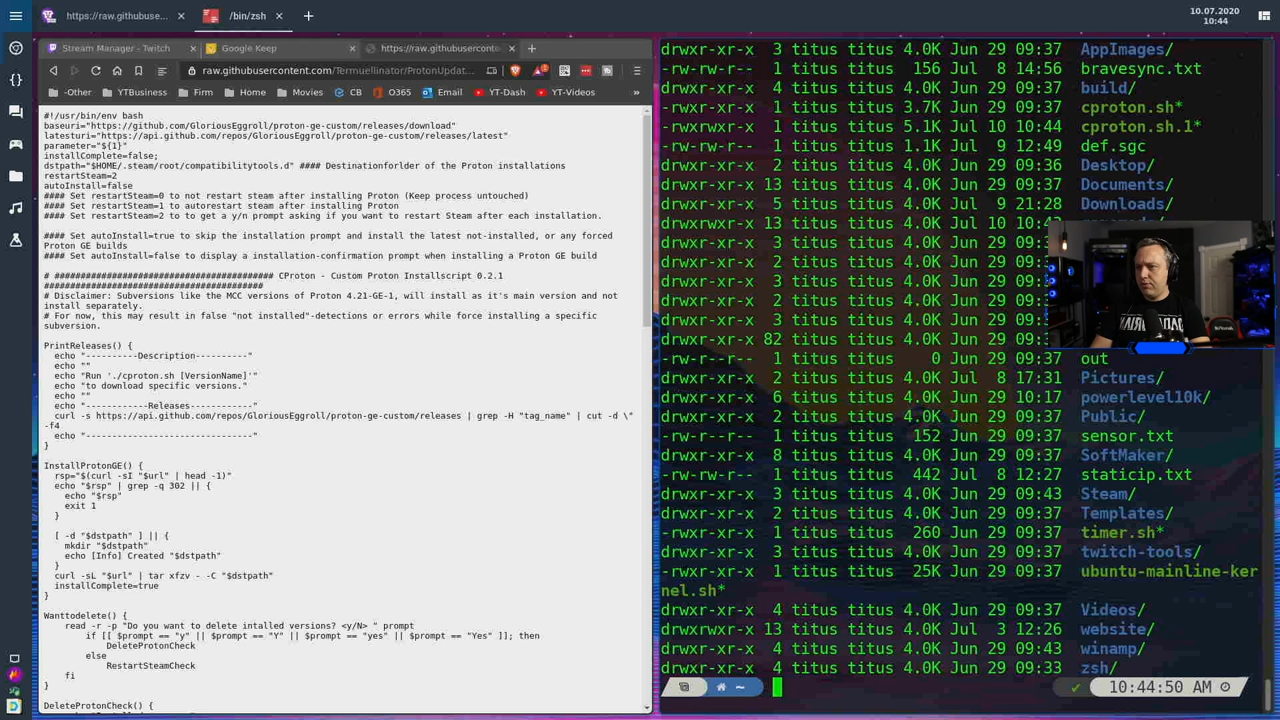 https://raw.githubuse...
/bin/zsh
10.07.2020
10:44
Stream Manager - Twitch
Google Keep
https://raw.githubusercont
raw.githubusercontent.com/Termuellinator/ProtonUpdat...
-Other
YTBusiness
Firm
Home
Movies
CB
O365
Email
YT-Dash
YT-Videos
#!/usr/bin/env bash
baseuri="https://github.com/GloriousEggroll/proton-ge-custom/releases/download"
latesturi="https://api.github.com/repos/GloriousEggroll/proton-ge-custom/releases/latest"
parameter="${1}"
installComplete=false;
dstpath="$HOME/.steam/root/compatibilitytools.d" #### Destinationforlder of the Proton installations
restartSteam=2
autoInstall=false
#### Set restartSteam=0 to not restart steam after installing Proton (Keep process untouched)
#### Set restartSteam=1 to autorestart steam after installing Proton
#### Set restartSteam=2 to to get a y/n prompt asking if you want to restart Steam after each installation.
#### Set autoInstall=true to skip the installation prompt and install the latest not-installed, or any forced
Proton GE builds
#### Set autoInstall=false to display a installation-confirmation prompt when installing a Proton GE build
# ########################################## CProton - Custom Proton Installscript 0.2.1
##########################################
# Disclaimer: Subversions like the MCC versions of Proton 4.21-GE-1, will install as it's main version and not
install separately.
# For now, this may result in false "not installed"-detections or errors while force installing a specific
subversion.
PrintReleases() {
echo "----------Description----------"
echo ""
echo "Run './cproton.sh [VersionName]'"
echo "to download specific versions."
echo ""
echo "------------Releases------------"
curl -s https://api.github.com/repos/GloriousEggroll/proton-ge-custom/releases | grep -H "tag_name" | cut -d \"
-f4
echo "--------------------------------"
}
InstallProtonGE() {
rsp="$(curl -sI "$url" | head -1)"
echo "$rsp" | grep -q 302 || {
echo "$rsp"
exit 1
}
[ -d "$dstpath" ] || {
mkdir "$dstpath"
echo [Info] Created "$dstpath"
}
curl -sL "$url" | tar xfzv - -C "$dstpath"
installComplete=true
}
Wanttodelete() {
read -r -p "Do you want to delete intalled versions? <y/N> " prompt
if [[ $prompt == "y" || $prompt == "Y" || $prompt == "yes" || $prompt == "Yes" ]]; then
DeleteProtonCheck
else
RestartSteamCheck
fi
}
DeleteProtonCheck() {
drwxr-xr-x 3 titus titus 4.0K Jun 29 09:37 AppImages/
-rw-rw-r-- 1 titus titus 156 Jul 8 14:56 bravesync.txt
drwxr-xr-x 4 titus titus 4.0K Jun 29 09:37 build/
-rwxr-xr-x 1 titus titus 3.7K Jun 29 09:37 cproton.sh*
-rwxrwxr-x 1 titus titus 5.1K Jul 10 10:44 cproton.sh.1*
-rw-r--r-- 1 titus titus 1.1K Jul 9 12:49 def.sgc
drwxr-xr-x 2 titus titus 4.0K Jun 29 09:36 Desktop/
drwxr-xr-x 13 titus titus 4.0K Jun 29 09:37 Documents/
drwxr-xr-x 5 titus titus 4.0K Jul 9 21:28 Downloads/
drwxrwxr-x 13 titus titus 4.0K Jul 10 10:4
drwxr-xr-x 3 titus titus 4.0K Jun 29 09:3
drwxr-xr-x 2 titus titus 4.0K Jun 29 09:3
drwxr-xr-x 3 titus titus 4.0K Jun 29 09:3
drwxr-xr-x 2 titus titus 4.0K Jun 29 09:3
drwxr-xr-x 3 titus titus 4.0K Jun 29 09:3
drwxr-xr-x 82 titus titus 4.0K Jun 29 09:3
-rw-r--r-- 1 titus titus 0 Jun 29 09:37 out
drwxr-xr-x 2 titus titus 4.0K Jul 8 17:31 Pictures/
drwxr-xr-x 6 titus titus 4.0K Jun 29 10:17 powerlevel10k/
drwxr-xr-x 2 titus titus 4.0K Jun 29 09:37 Public/
-rw-r--r-- 1 titus titus 152 Jun 29 09:37 sensor.txt
drwxr-xr-x 8 titus titus 4.0K Jun 29 09:37 SoftMaker/
-rw-rw-r-- 1 titus titus 442 Jul 8 12:27 staticip.txt
drwxr-xr-x 3 titus titus 4.0K Jun 29 09:43 Steam/
drwxr-xr-x 2 titus titus 4.0K Jun 29 09:37 Templates/
-rwxr-xr-x 1 titus titus 260 Jun 29 09:37 timer.sh*
drwxr-xr-x 3 titus titus 4.0K Jun 29 09:37 twitch-tools/
-rwxr-xr-x 1 titus titus 25K Jun 29 09:37 ubuntu-mainline-ker
nel.sh*
drwxr-xr-x 4 titus titus 4.0K Jun 29 09:37 Videos/
drwxrwxr-x 13 titus titus 4.0K Jul 3 12:26 website/
drwxr-xr-x 4 titus titus 4.0K Jun 29 09:43 winamp/
drwxr-xr-x 4 titus titus 4.0K Jun 29 09:33 zsh/
~
10:44:50 AM